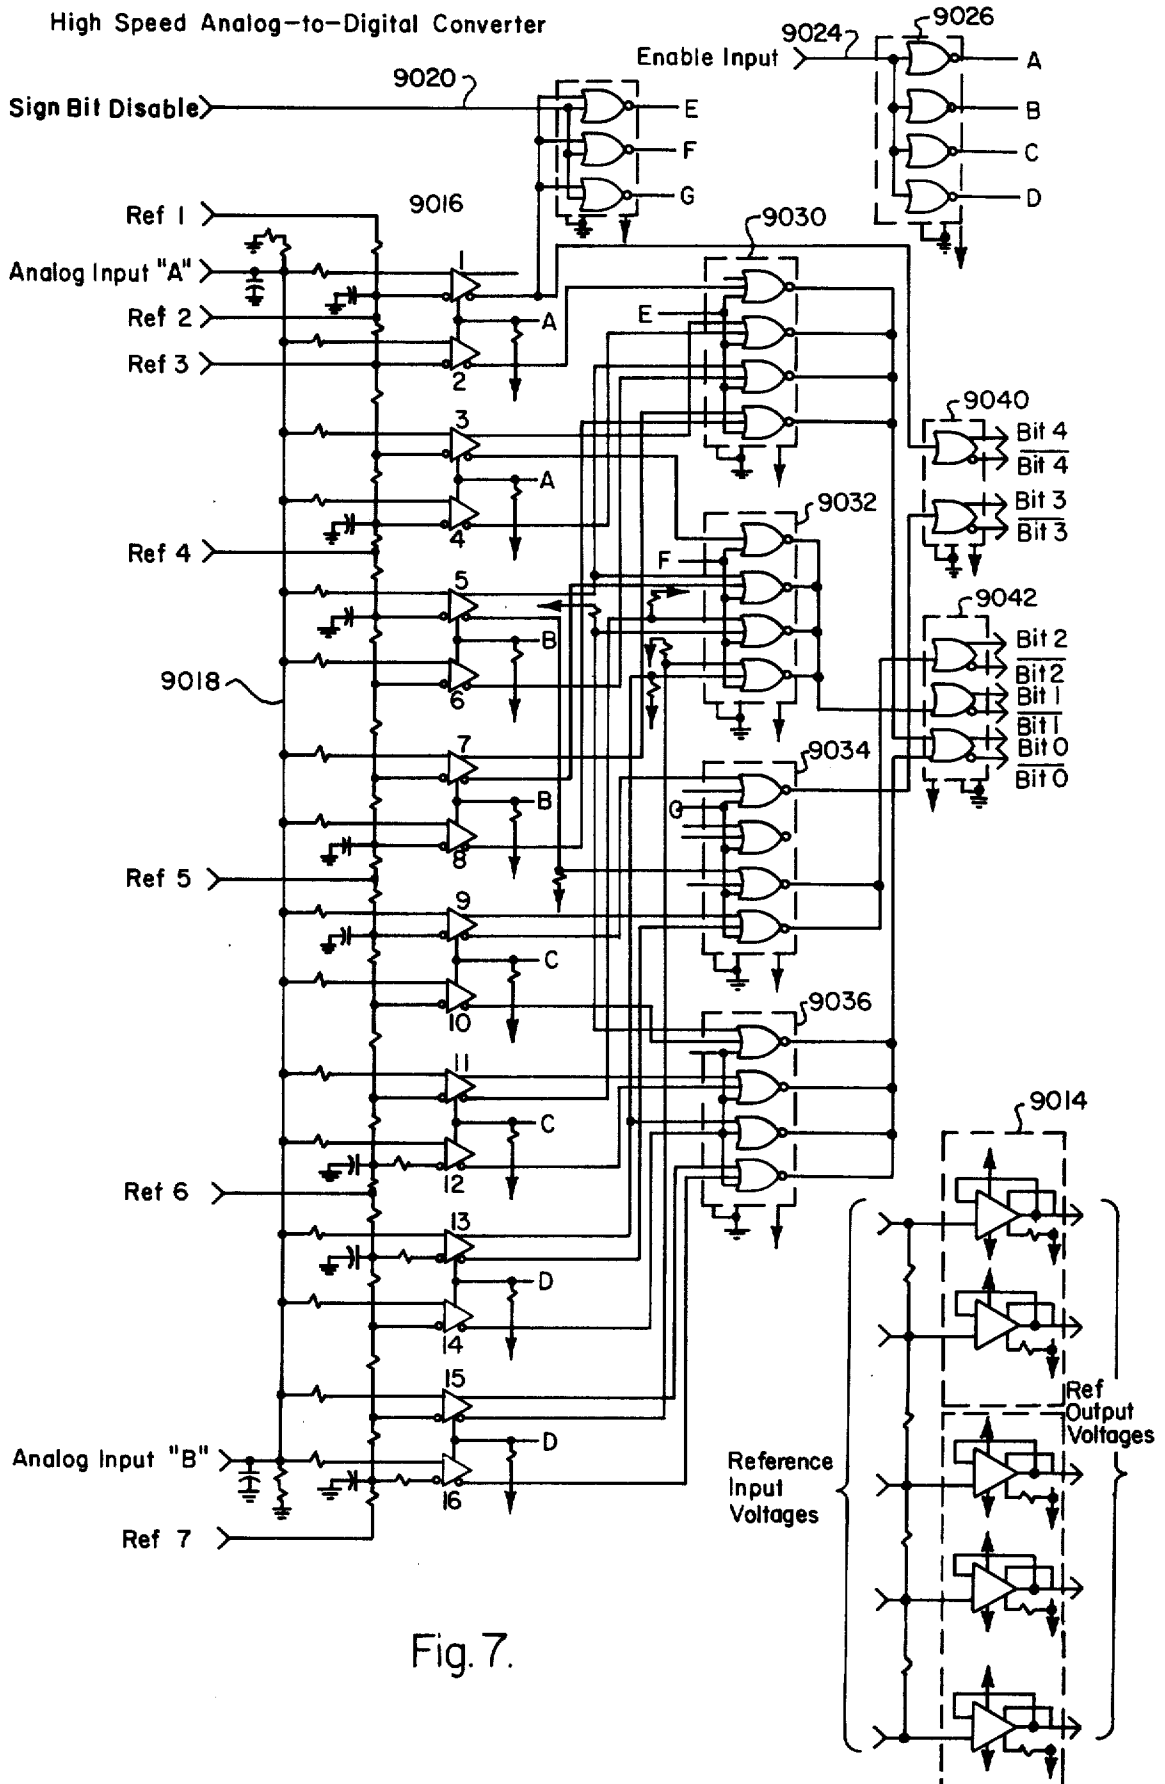 High Speed Analog-to-Digital Converter
9026
9024
Enable Input
A
B
C
D
9020
Sign Bit Disable
E
F
G
Ref 1
9016
Analog Input "A"
1
Ref 2
A
Ref 3
2
9030
E
3
A
4
9040
Bit 4
Bit 4
Bit 3
Bit 3
Ref 4
9032
F
5
B
6
9018
9042
Bit 2
Bit 2
Bit 1
Bit 1
Bit 0
Bit 0
7
B
8
9034
G
Ref 5
9
C
10
9036
11
C
12
Ref 6
13
D
14
15
D
16
Analog Input "B"
Ref 7
9014
Reference
Input
Voltages
Ref
Output
Voltages
Fig. 7.